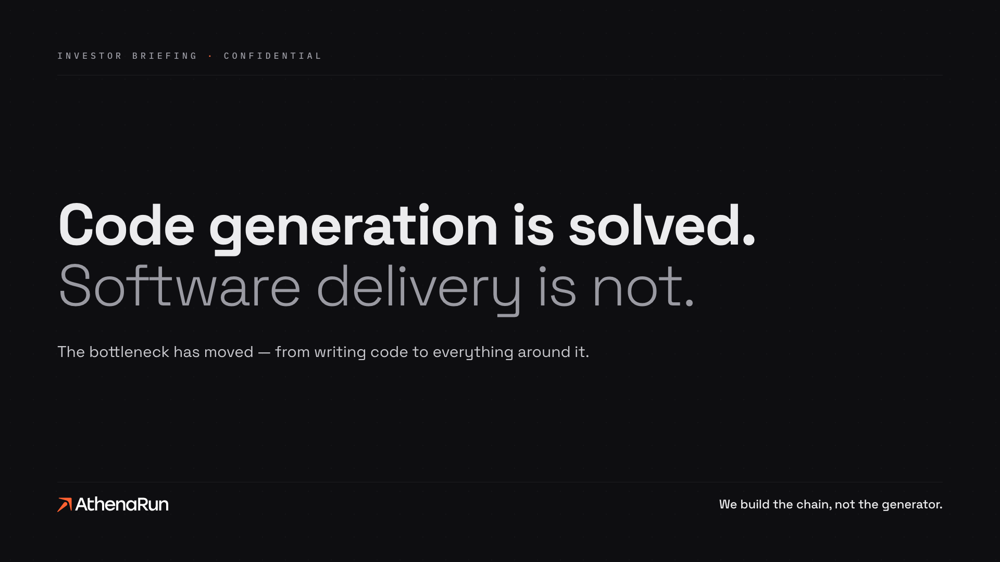 INVESTOR BRIEFING · CONFIDENTIAL
Code generation is solved.
Software delivery is not.
The bottleneck has moved — from writing code to everything around it.
AthenaRun
We build the chain, not the generator.